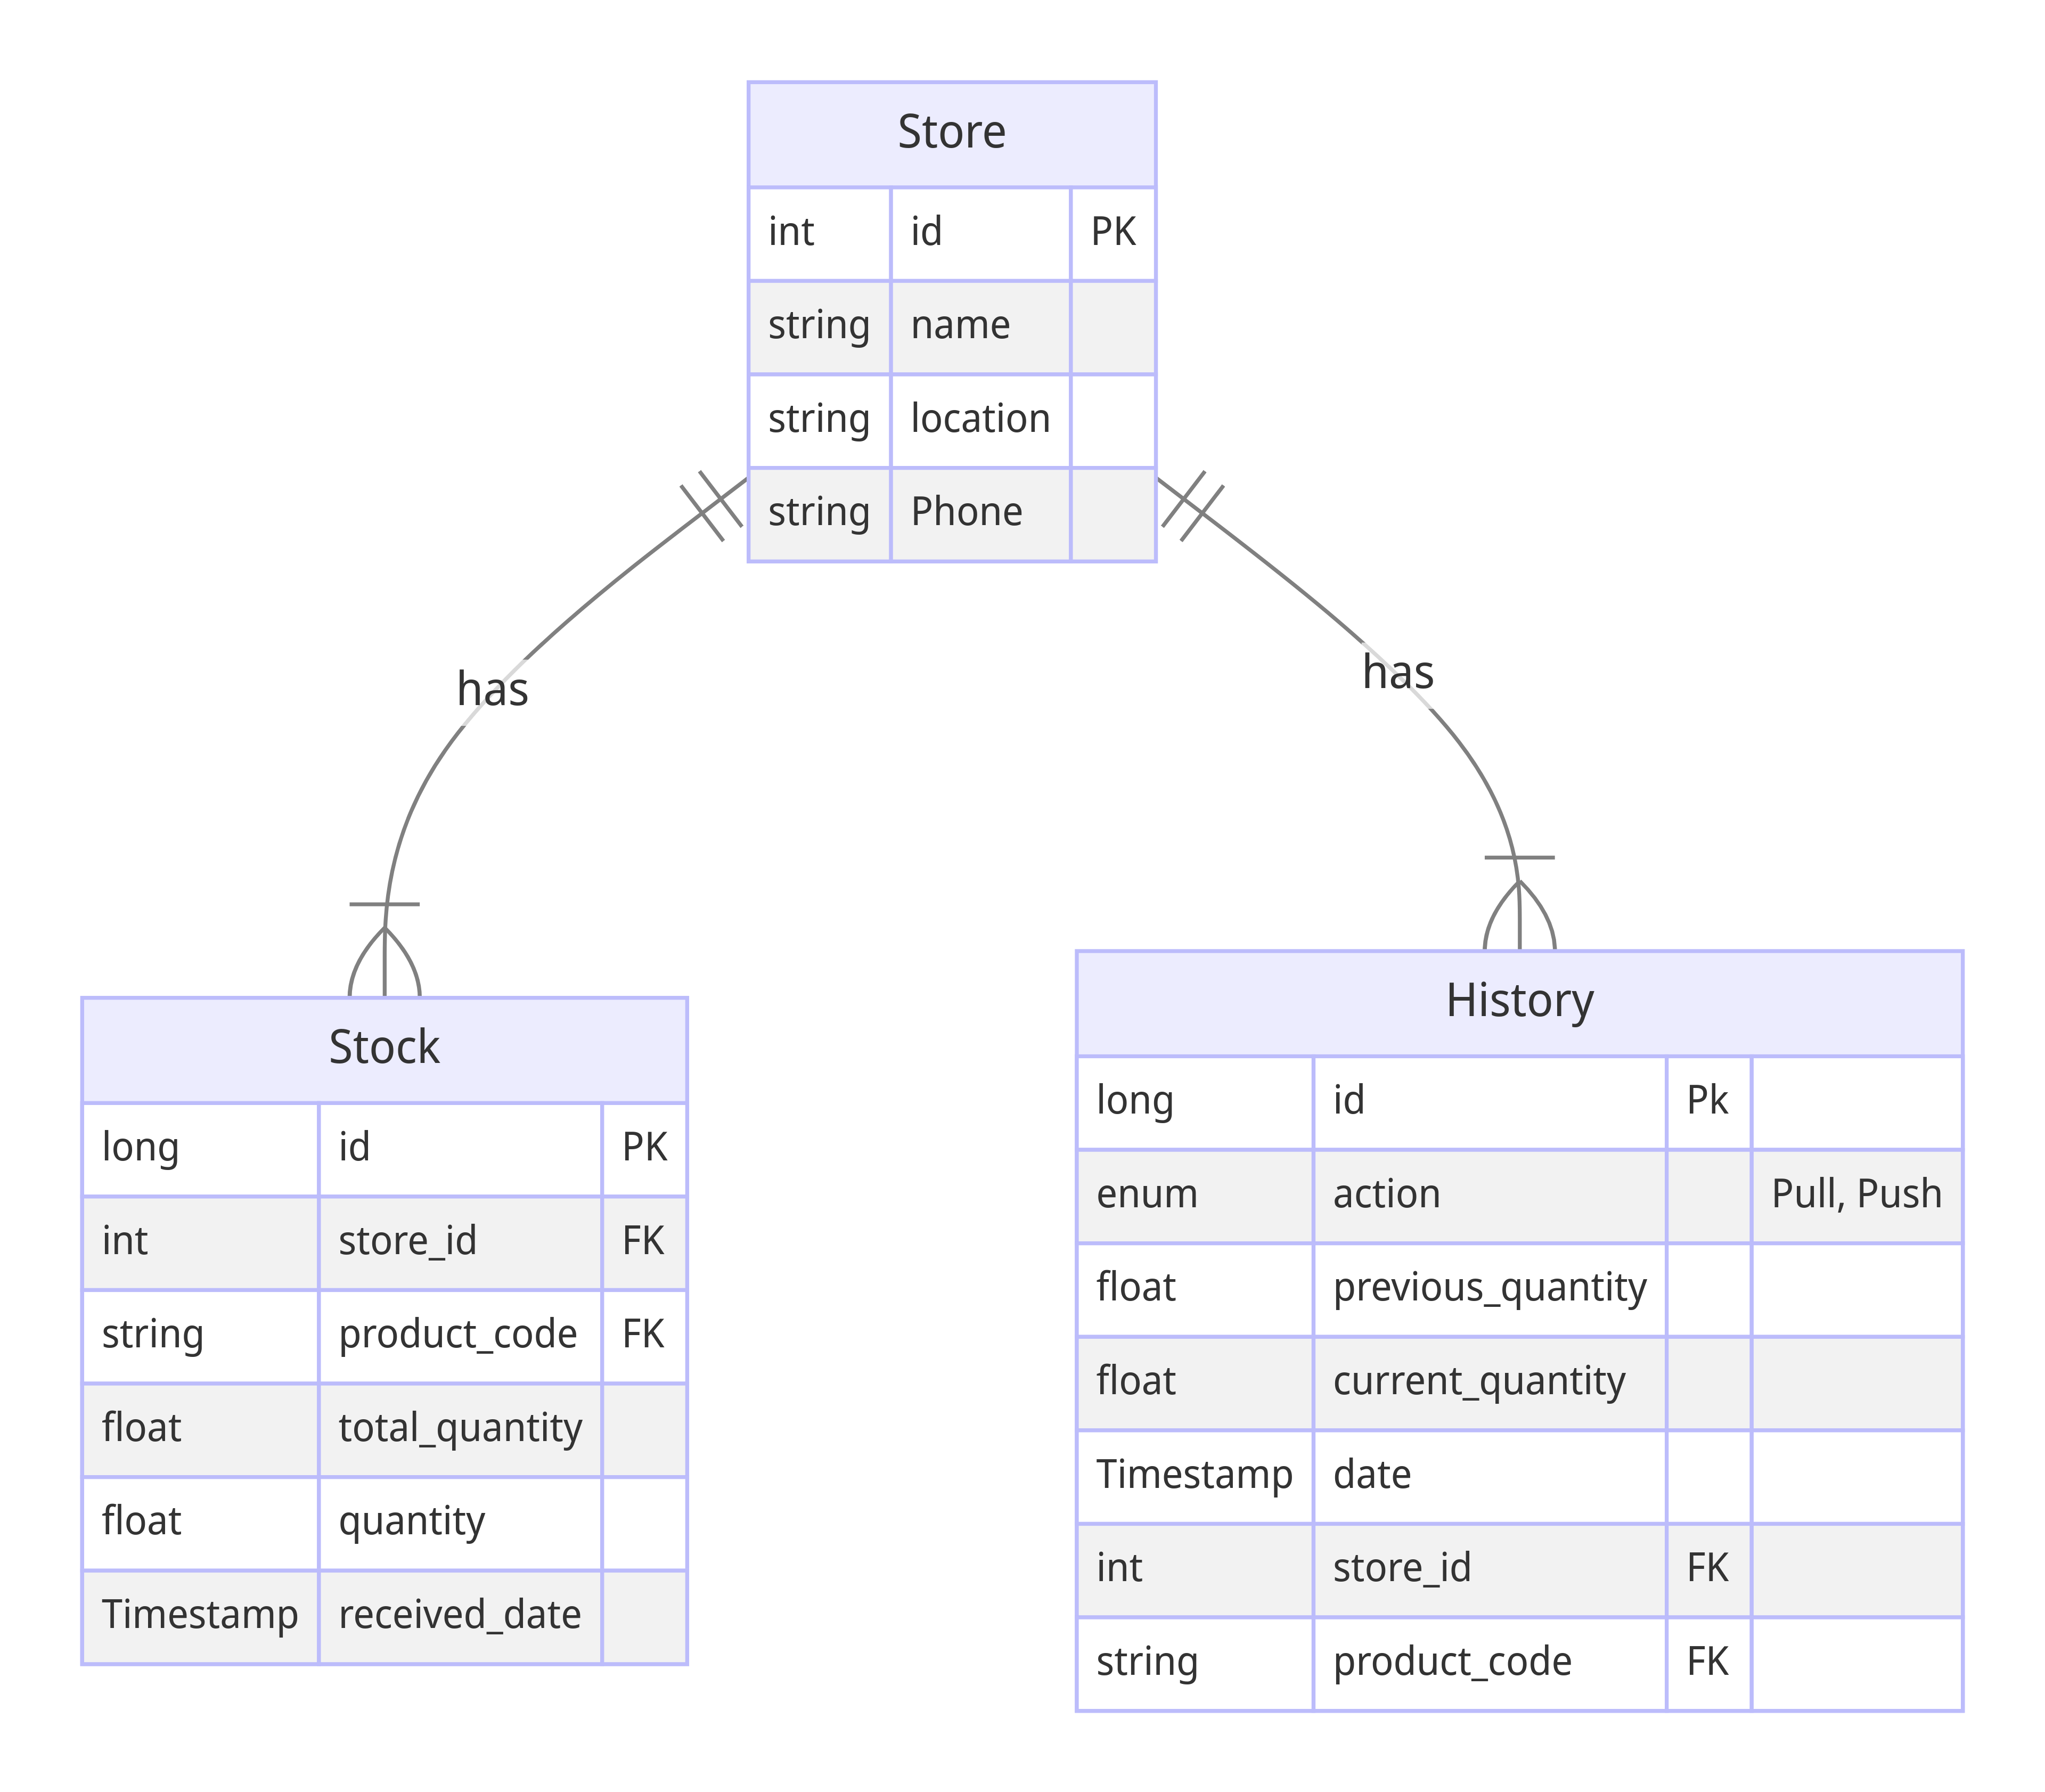 Store
int id PK
string name
string location
string Phone
has
has
Stock
long id PK
int store_id FK
string product_code FK
float total_quantity
float quantity
Timestamp received_date
History
long id Pk
enum action Pull, Push
float previous_quantity
float current_quantity
Timestamp date
int store_id FK
string product_code FK